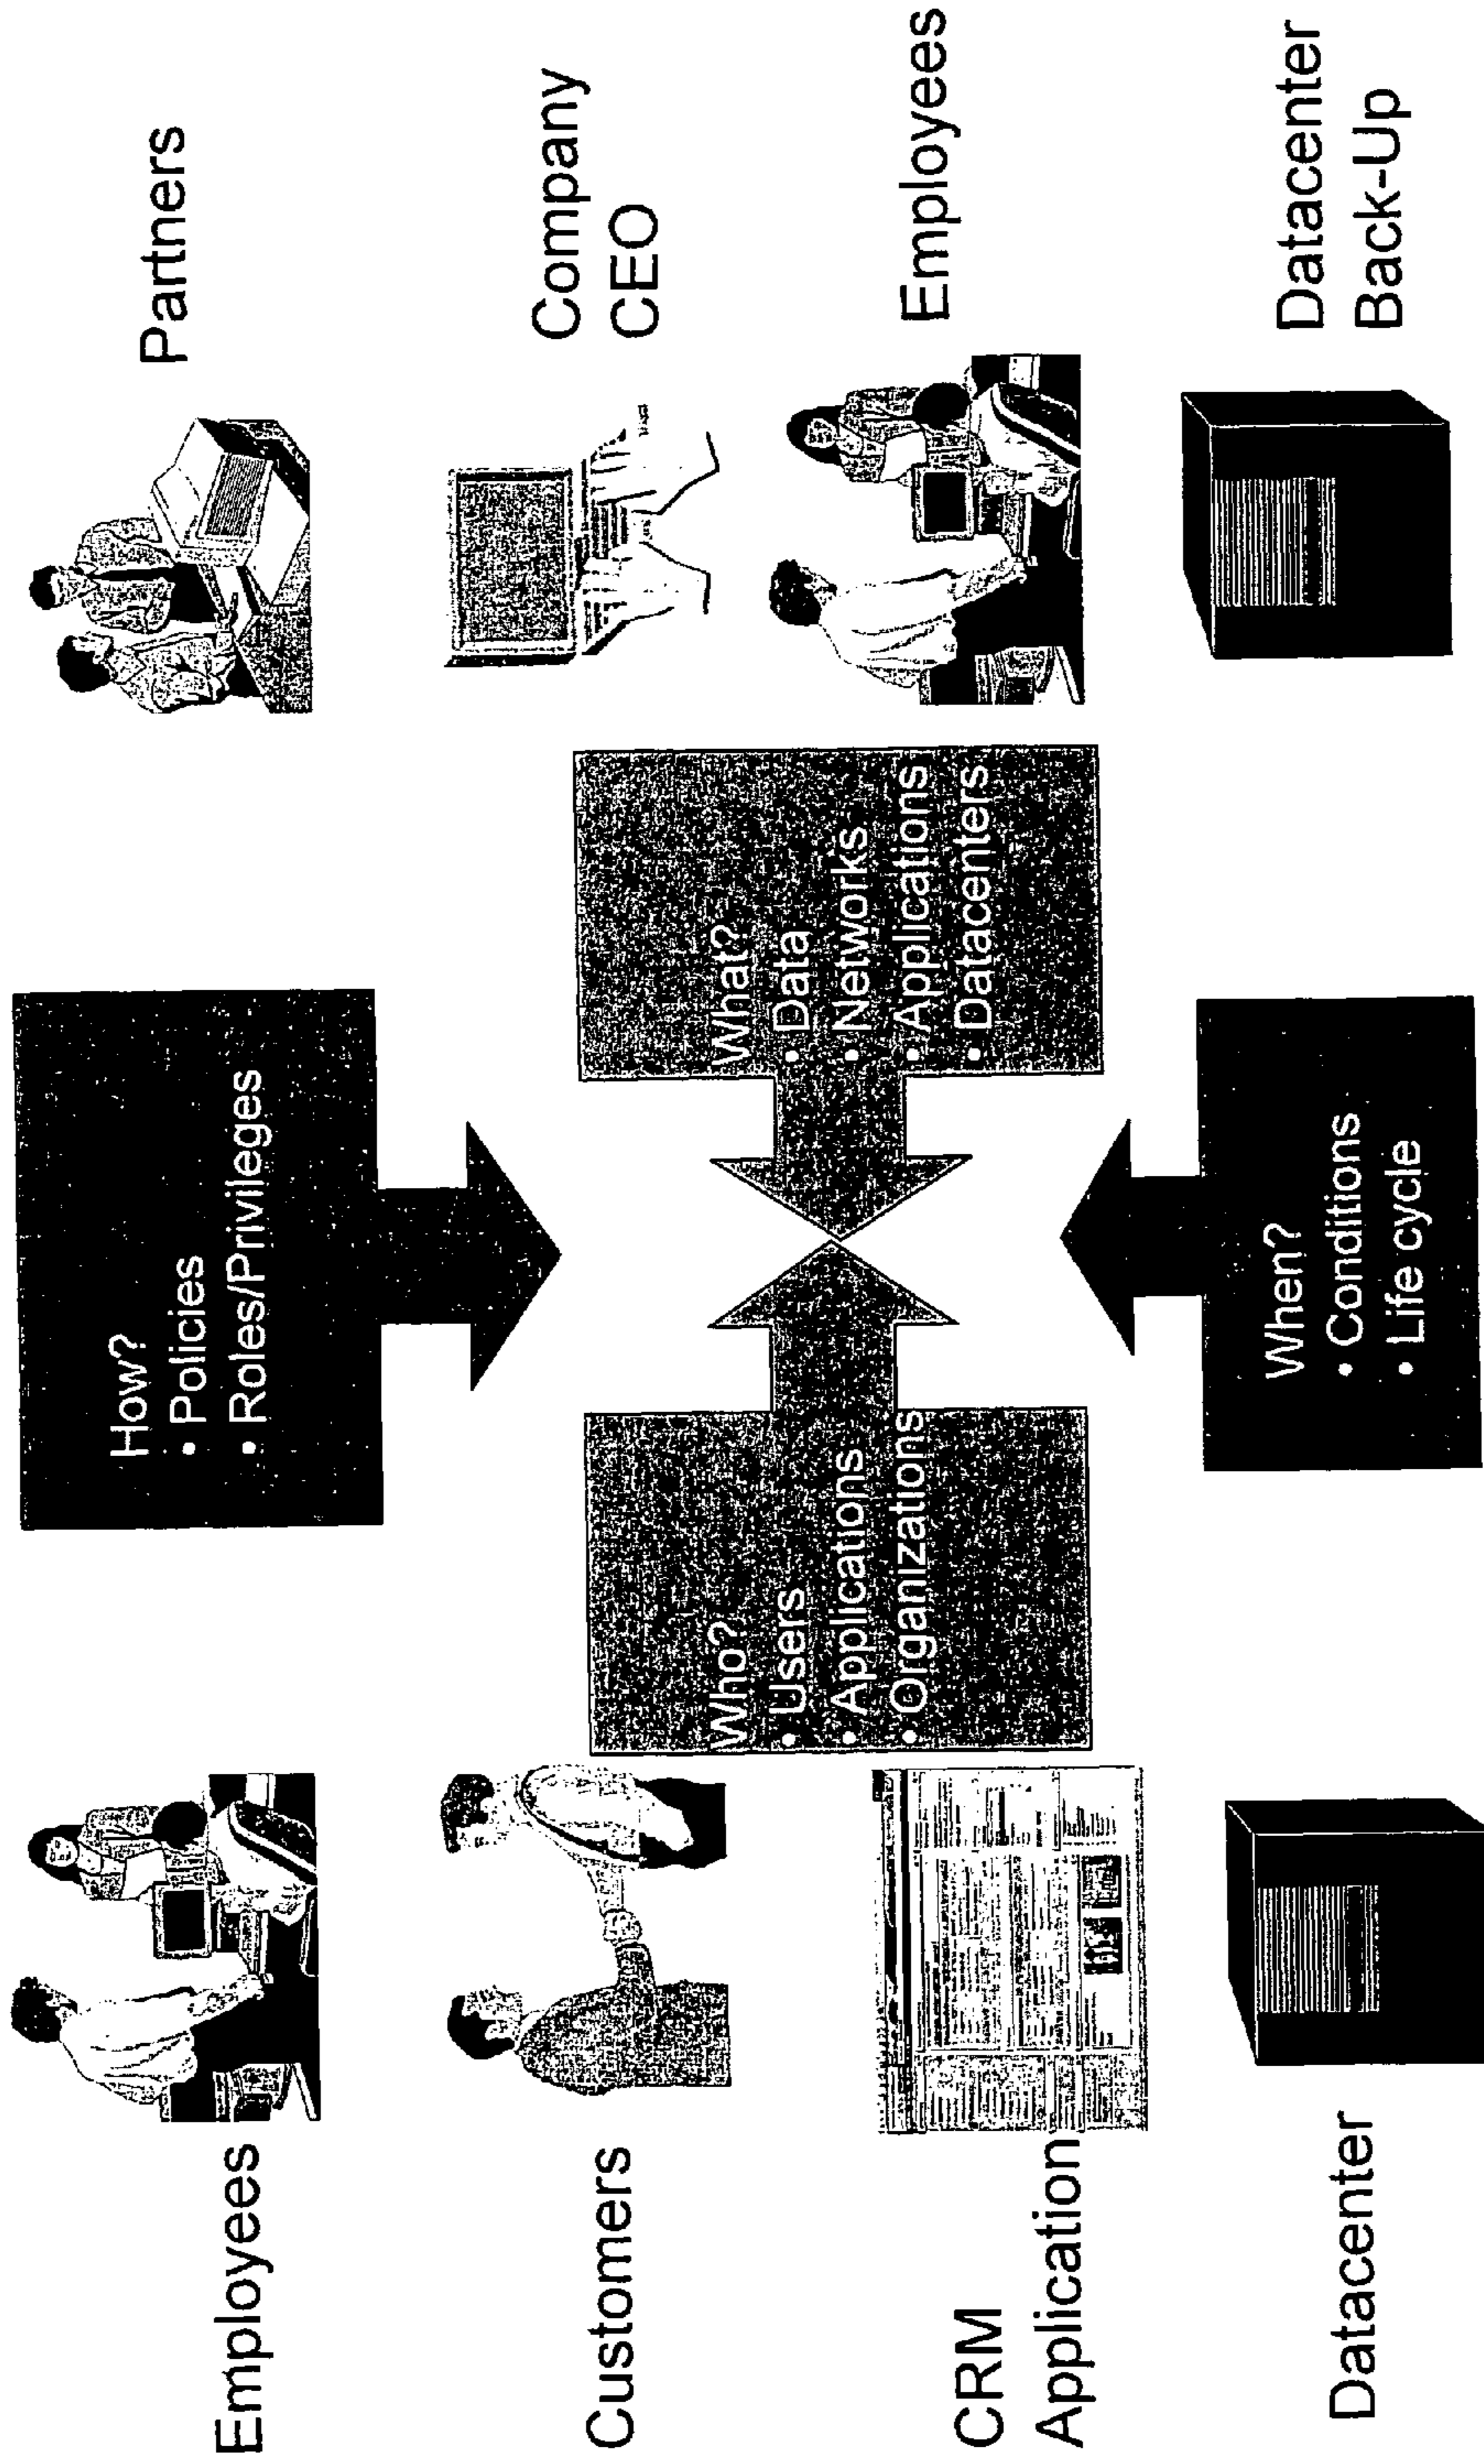 Employees
Customers
CRM
Application
Datacenter
How?
• Policies
• Roles/Privileges
Who?
• Users
• Applications
• Organizations
What?
• Data
• Networks
• Applications
• Datacenters
When?
• Conditions
• Life cycle
Partners
Company
CEO
Employees
Datacenter
Back-Up